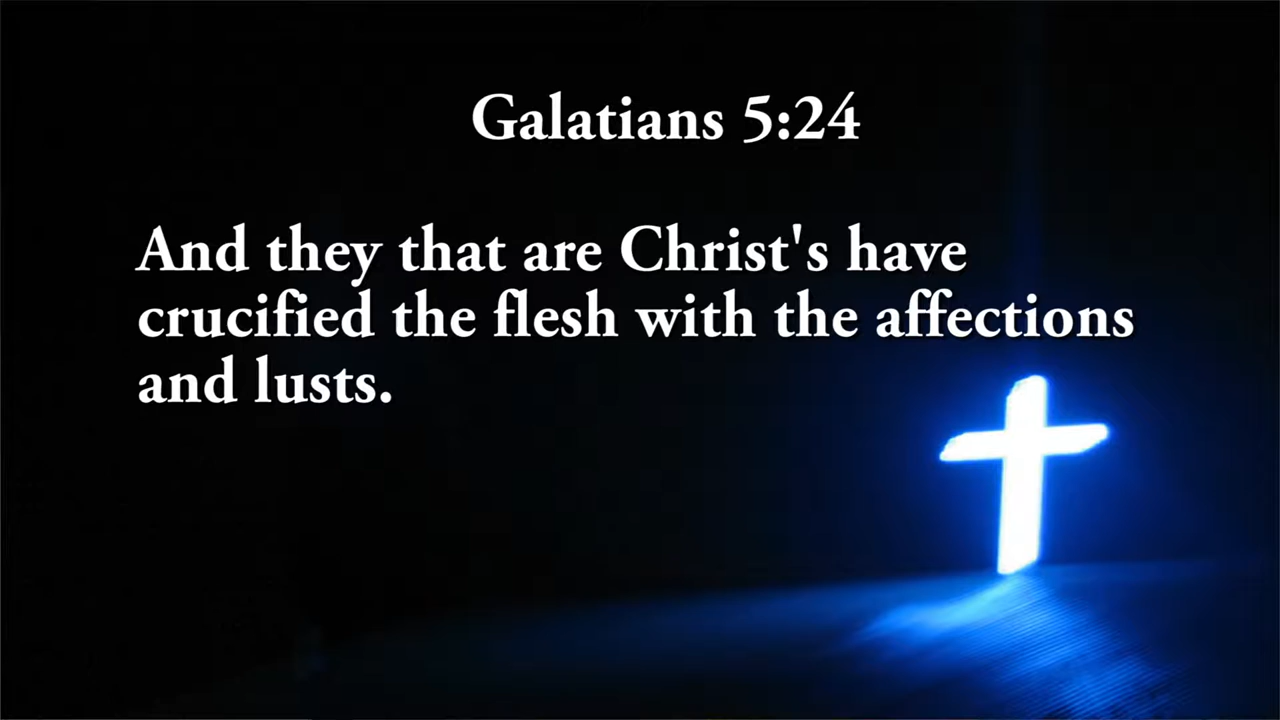 Galatians 5:24
And they that are Christ's have
crucified the flesh with the affections
and lusts.